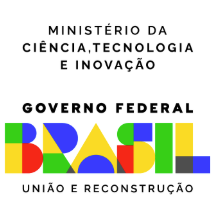 MINISTÉRIO DA
CIÊNCIA,TECNOLOGIA
E INOVAÇÃO
GOVERNO FEDERAL
BRASIL
UNIÃO E RECONSTRUÇÃO